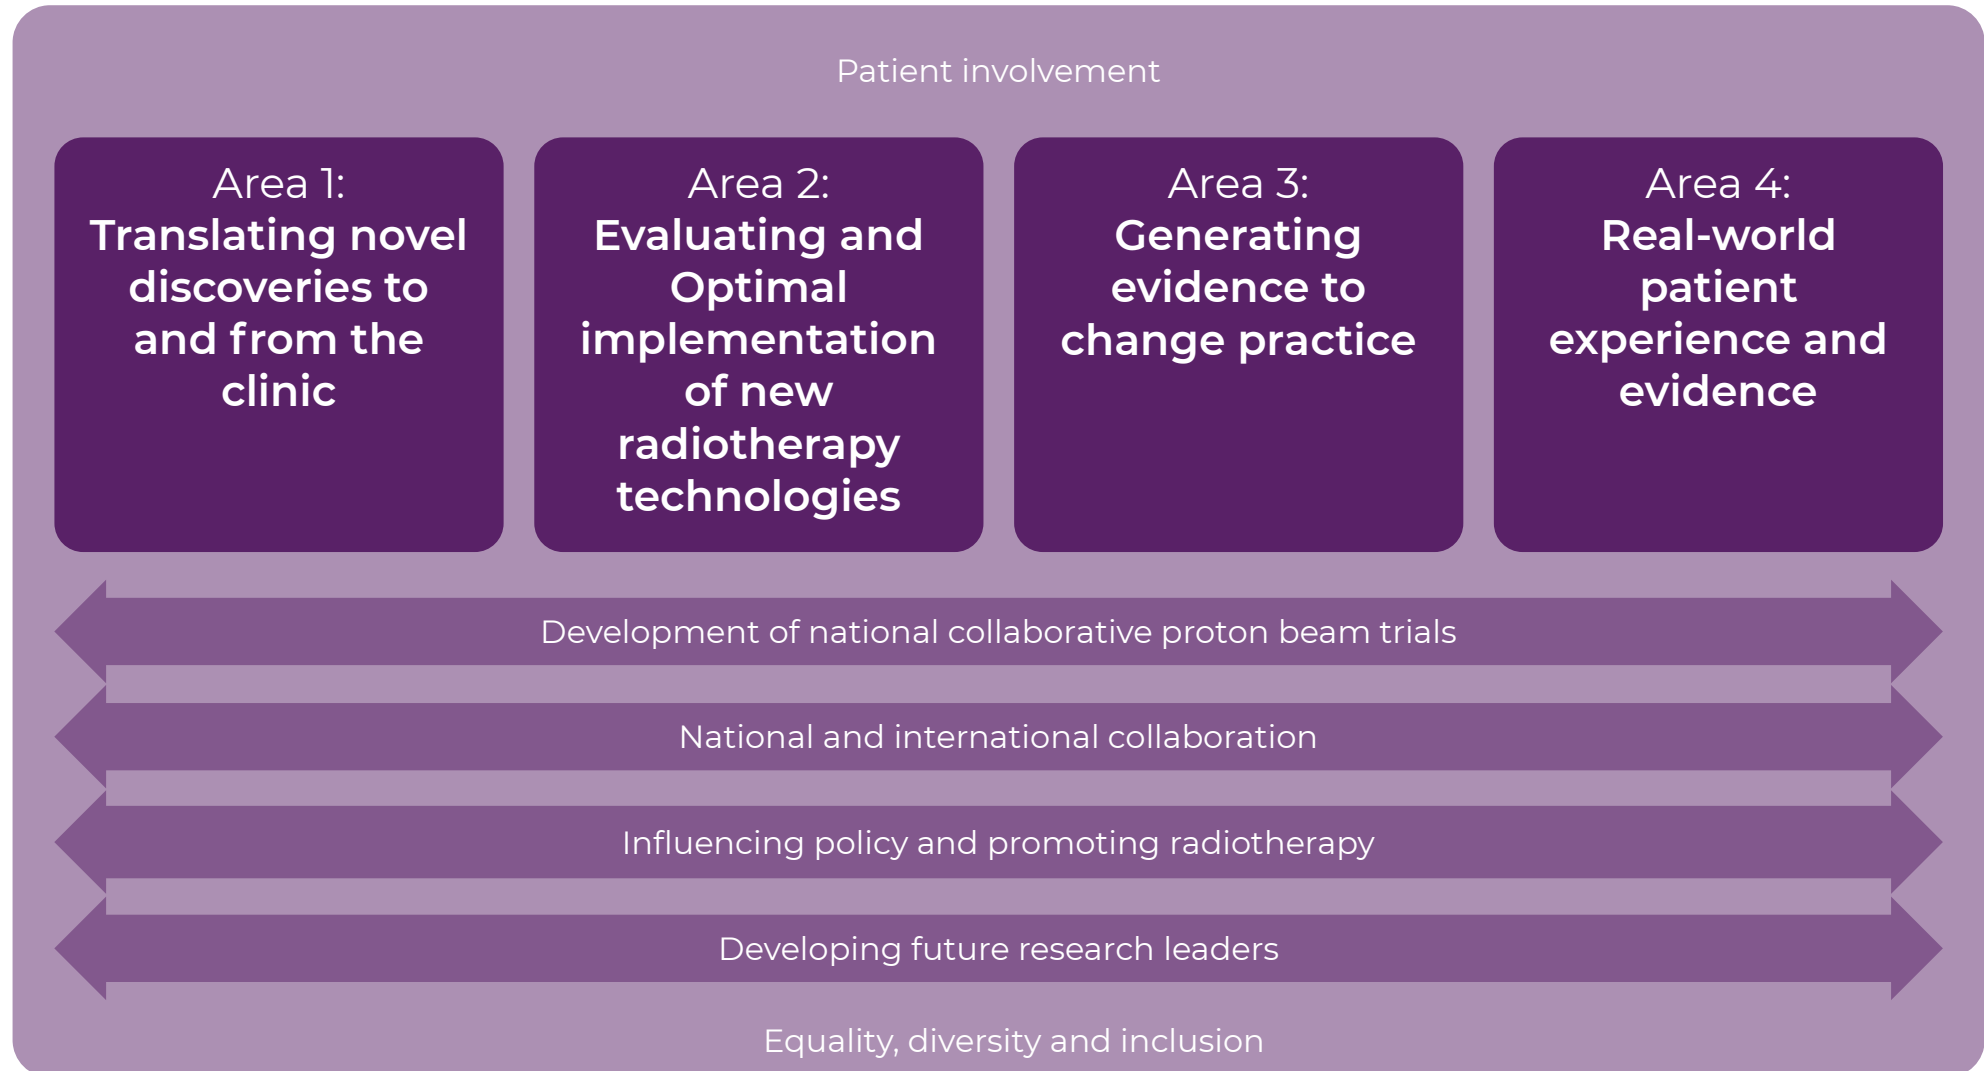 Patient involvement
Area 1:
Translating novel
discoveries to
and from the
clinic
Area 2:
Evaluating and
Optimal
implementation
of new
radiotherapy
technologies
Area 3:
Generating
evidence to
change practice
Area 4:
Real-world
patient
experience and
evidence
Development of national collaborative proton beam trials
National and international collaboration
Influencing policy and promoting radiotherapy
Developing future research leaders
Equality, diversity and inclusion